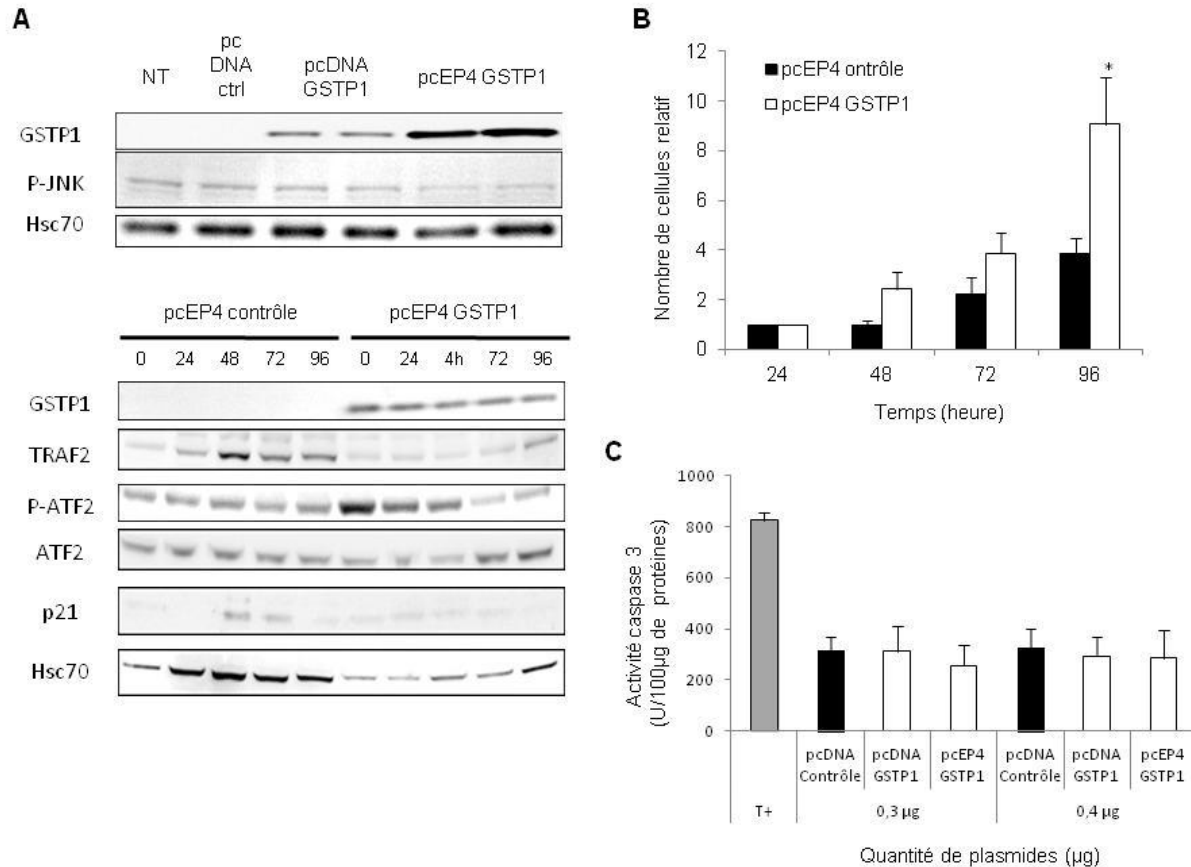 A
NT
pc
DNA
ctrl
pcDNA
GSTP1
pcEP4 GSTP1
GSTP1
P-JNK
Hsc70
pcEP4 contrôle
pcEP4 GSTP1
0 24 48 72 96 0 24 4h 72 96
GSTP1
TRAF2
P-ATF2
ATF2
p21
Hsc70
B
Nombre de cellules relatif
12
10
8
6
4
2
0
pcEP4 ontrôle
pcEP4 GSTP1
*
24 48 72 96
Temps (heure)
C
Activité caspase 3
(U/100µg de protéines)
1000
800
600
400
200
0
pcDNA pcDNA pcEP4 pcDNA pcDNA pcEP4
Contrôle GSTP1 GSTP1 Contrôle GSTP1 GSTP1
T+ 0,3 µg 0,4 µg
Quantité de plasmides (µg)